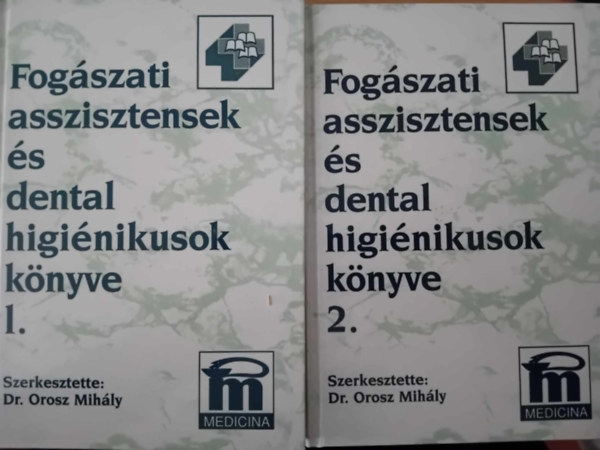 Fogászati
asszisztensek
és
dental
higiénikusok
könyve
1.
Szerkesztette:
Dr. Orosz Mihály
m
MEDICINA
Fogászati
asszisztensek
és
dental
higiénikusok
könyve
2.
Szerkesztette:
Dr. Orosz Mihály
m
MEDICINA